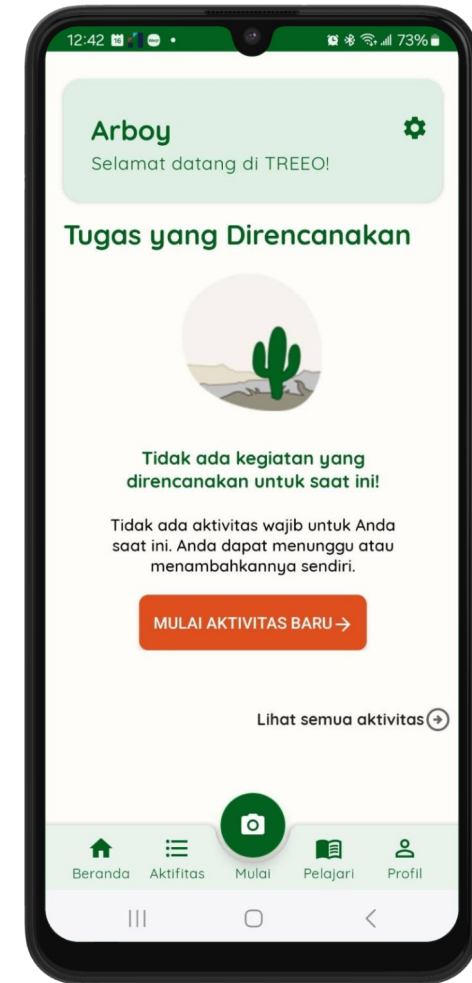 12:42
73%
Arboy
Selamat datang di TREEO!
Tugas yang Direncanakan
Tidak ada kegiatan yang
direncanakan untuk saat ini!
Tidak ada aktivitas wajib untuk Anda
saat ini. Anda dapat menunggu atau
menambahkannya sendiri.
MULAI AKTIVITAS BARU →
Lihat semua aktivitas
Beranda Aktifitas Mulai Pelajari Profil